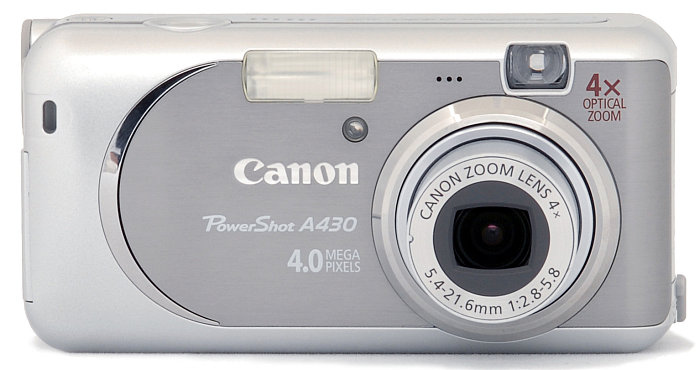 Canon
4×
OPTICAL
ZOOM
Canon
PowerShot A430
4.0 MEGA
PIXELS
CANON ZOOM LENS 4×
5.4-21.6mm 1:2.8-5.8